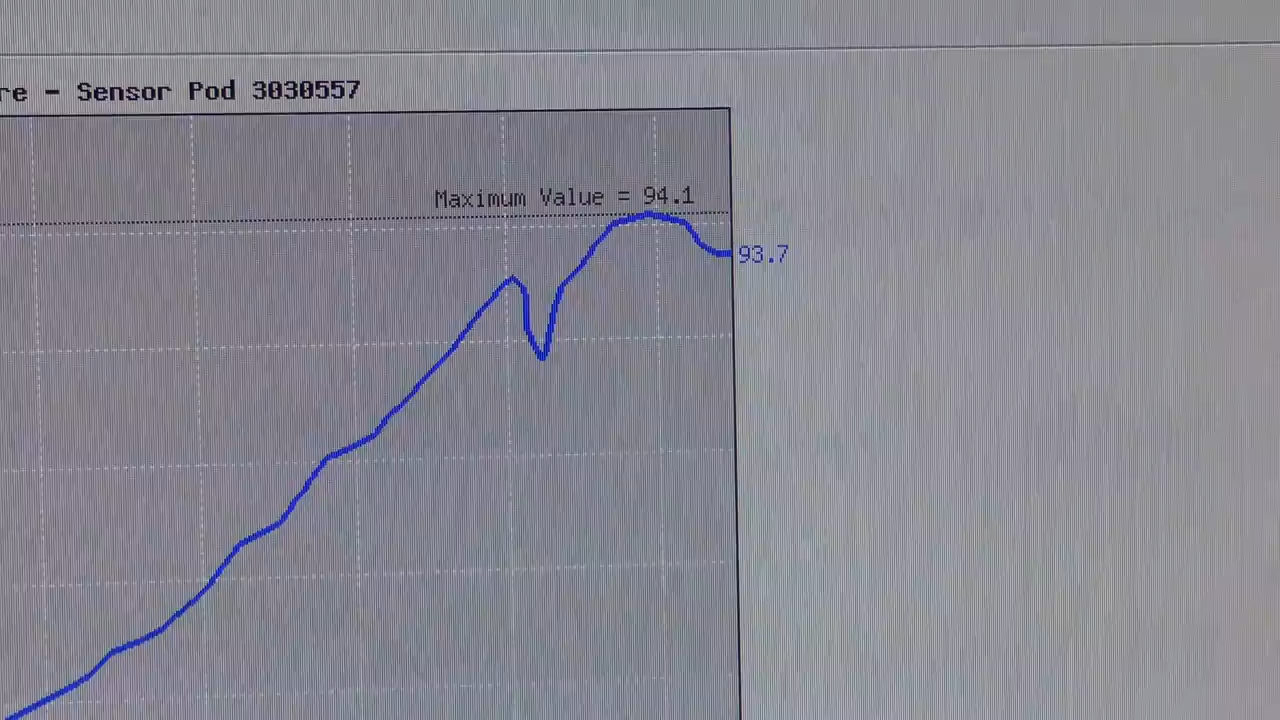 re - Sensor Pod 3030557
Maximum Value = 94.1
93.7